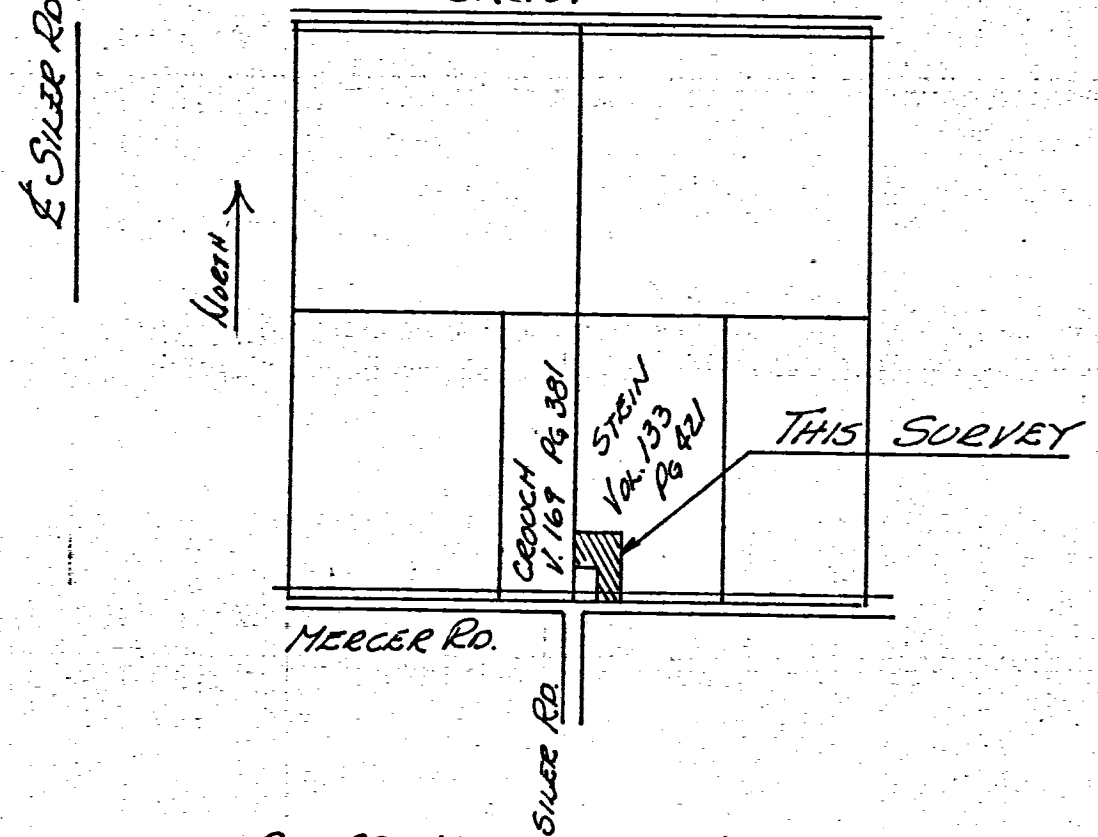 ℄ SILER RD.
NORTH
CROUCH
V. 169 PG 381
STEIN
VOL. 133
PG 421
THIS SURVEY
MERCER RD.
SILER RD.